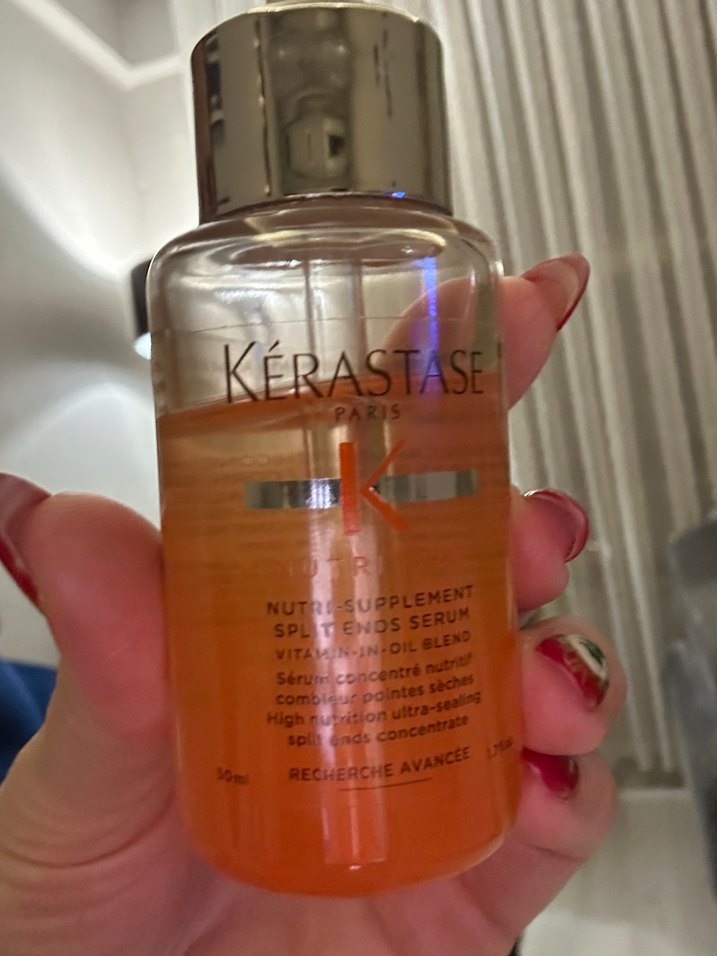 KÉRASTASE
PARIS
K
NUTRI
NUTRI-SUPPLEMENT
SPLIT ENDS SERUM
VITAMIN-IN-OIL BLEND
Sérum concentré nutritif
combleur pointes sèches
High nutrition ultra-sealing
split ends concentrate
50ml RECHERCHE AVANCÉE